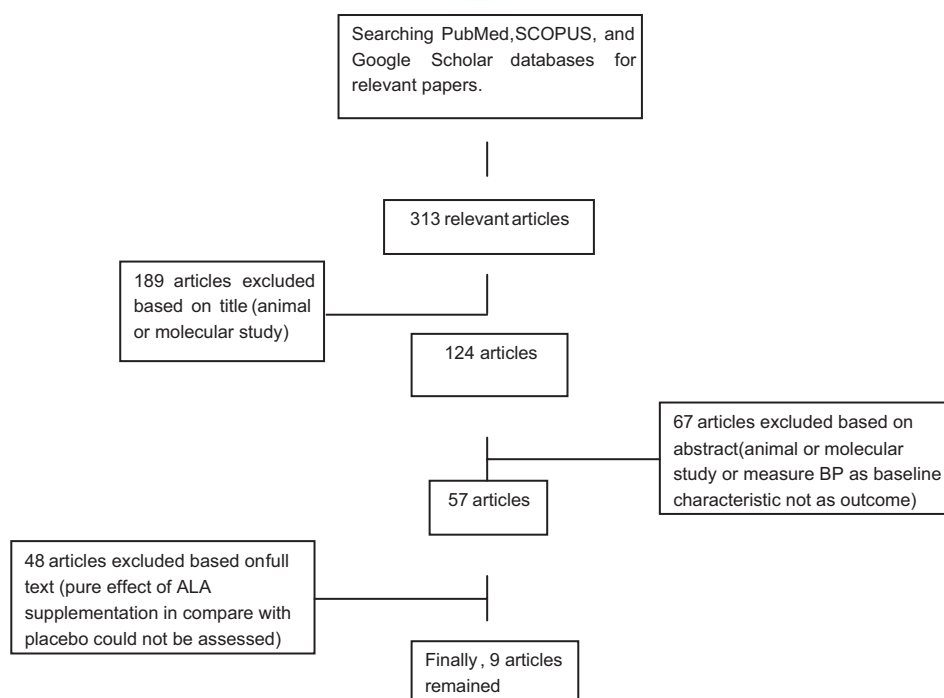 Searching PubMed,SCOPUS, and
Google Scholar databases for
relevant papers.
313 relevant articles
189 articles excluded
based on title (animal
or molecular study)
124 articles
67 articles excluded based on
abstract(animal or molecular
study or measure BP as baseline
characteristic not as outcome)
57 articles
48 articles excluded based onfull
text (pure effect of ALA
supplementation in compare with
placebo could not be assessed)
Finally, 9 articles
remained